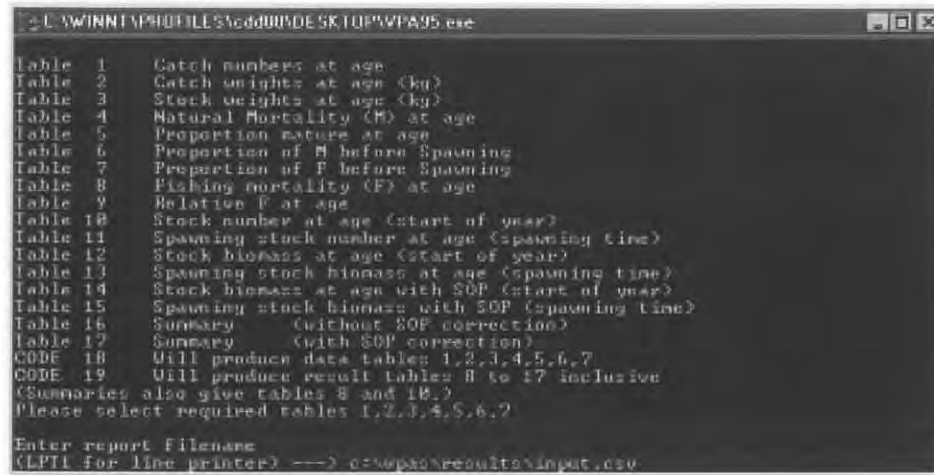 C:\WINNT\PROFILES\cdd00\DESKTOP\VPA95.exe
Table 1 Catch numbers at age
Table 2 Catch weights at age (kg)
Table 3 Stock weights at age (kg)
Table 4 Natural Mortality (M) at age
Table 5 Proportion mature at age
Table 6 Proportion of M before Spawning
Table 7 Proportion of F before Spawning
Table 8 Fishing mortality (F) at age
Table 9 Relative F at age
Table 10 Stock number at age (start of year)
Table 11 Spawning stock number at age (spawning time)
Table 12 Stock biomass at age (start of year)
Table 13 Spawning stock biomass at age (spawning time)
Table 14 Stock biomass at age with SOP (start of year)
Table 15 Spawning stock biomass with SOP (spawning time)
Table 16 Summary (without SOP correction)
Table 17 Summary (with SOP correction)
CODE 18 Will produce data tables 1,2,3,4,5,6,7
CODE 19 Will produce result tables 8 to 17 inclusive
(Summaries also give tables 8 and 10.)
Please select required tables 1,2,3,4,5,6,7
Enter report filename
(LPT1 for line printer) ---> c:\vpas\results\input.csv